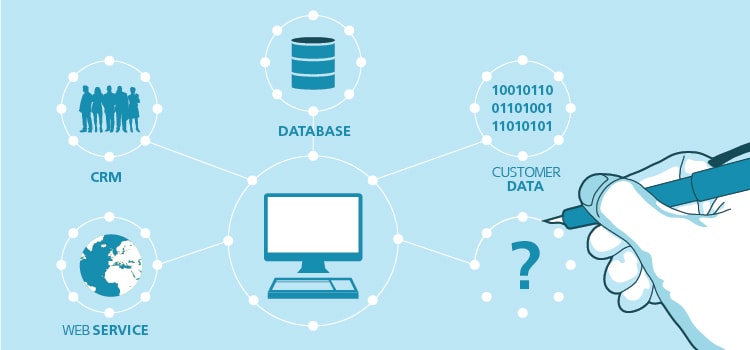 DATABASE
10010110
01101001
11010101
CRM
CUSTOMER
DATA
?
WEB SERVICE